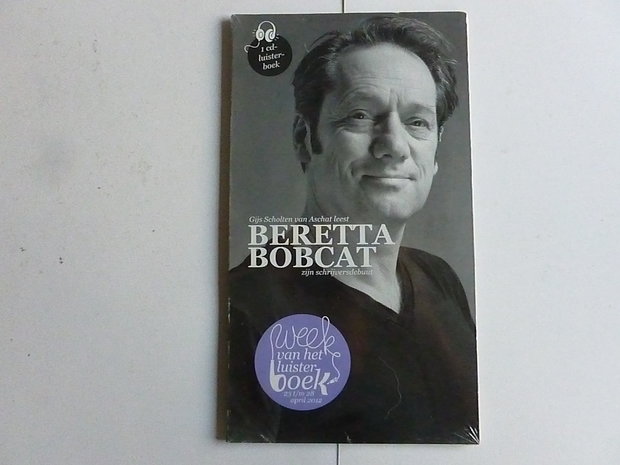 1 cd-
luister-
boek
Gijs Scholten van Aschat leest
BERETTA
BOBCAT
zijn schrijversdebuut
week
van het
luister
boek
23 t/m 28
april 2012